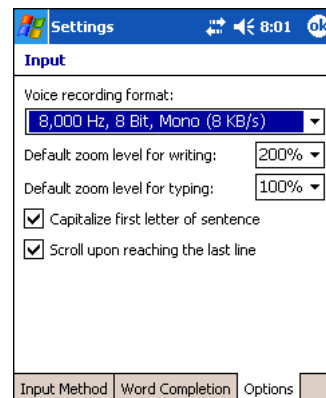 Settings 8:01 ok
Input
Voice recording format:
8,000 Hz, 8 Bit, Mono (8 KB/s)
Default zoom level for writing: 200%
Default zoom level for typing: 100%
Capitalize first letter of sentence
Scroll upon reaching the last line
Input Method Word Completion Options